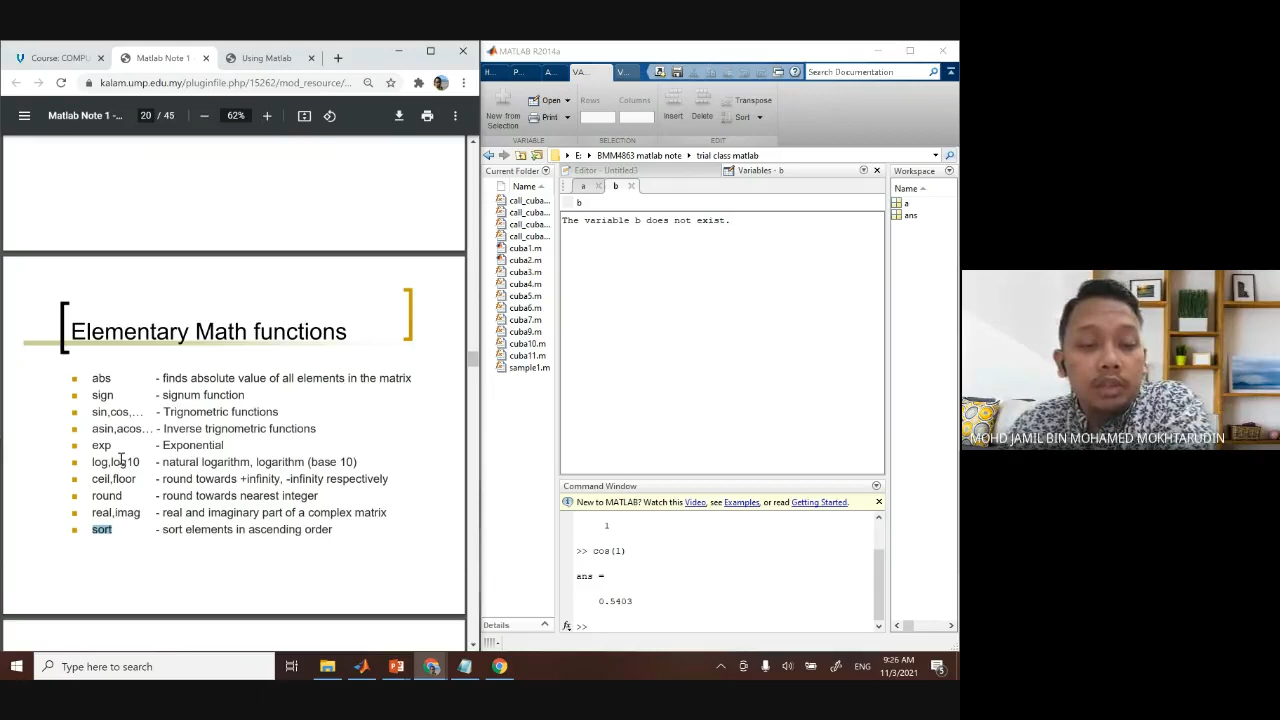 Course: COMPU
Matlab Note 1
Using Matlab
kalam.ump.edu.my/pluginfile.php/15262/mod_resource/...
Matlab Note 1 -...
20 / 45
62%
Elementary Math functions
abs - finds absolute value of all elements in the matrix
sign - signum function
sin,cos,… - Trignometric functions
asin,acos… - Inverse trignometric functions
exp - Exponential
log,log10 - natural logarithm, logarithm (base 10)
ceil,floor - round towards +infinity, -infinity respectively
round - round towards nearest integer
real,imag - real and imaginary part of a complex matrix
sort - sort elements in ascending order
MATLAB R2014a
H... P... A... VA... V...
Search Documentation
New from Selection
Open
Print
Rows
Columns
Insert
Delete
Transpose
Sort
VARIABLE
SELECTION
EDIT
E: BMM4863 matlab note trial class matlab
Current Folder
Name
call_cuba...
call_cuba...
call_cuba...
call_cuba...
cuba1.m
cuba2.m
cuba3.m
cuba4.m
cuba5.m
cuba6.m
cuba7.m
cuba9.m
cuba10.m
cuba11.m
sample1.m
Details
Editor - Untitled3
Variables - b
a
b
b
The variable b does not exist.
Workspace
Name
a
ans
Command Window
New to MATLAB? Watch this Video, see Examples, or read Getting Started.
1
>> cos(1)
ans =
0.5403
fx >>
MOHD JAMIL BIN MOHAMED MOKHTARUDIN
Type here to search
ENG
9:26 AM
11/3/2021
5